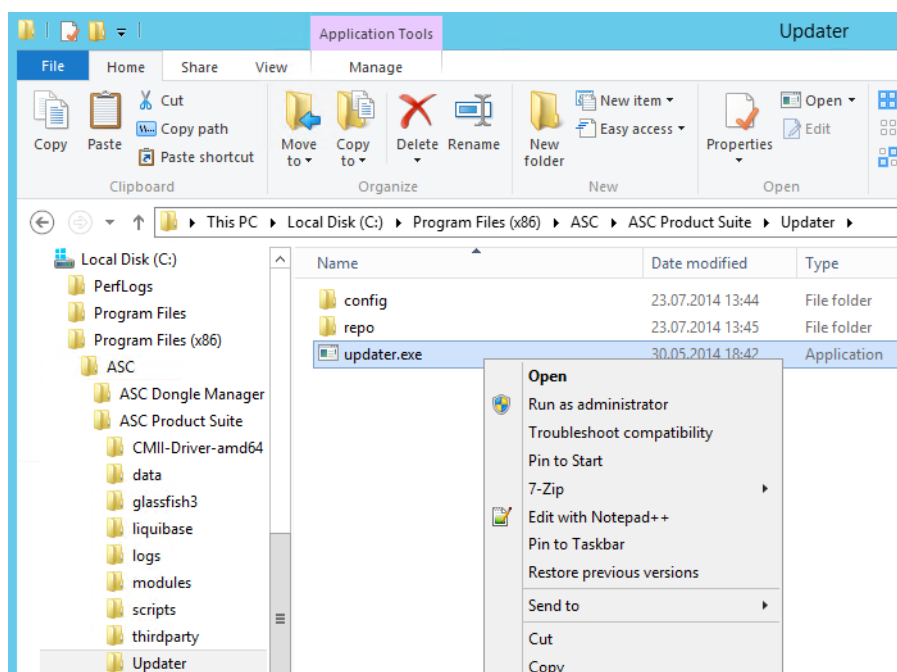 Application Tools
Updater
File Home Share View Manage
Copy
Paste
Cut
W... Copy path
Paste shortcut
Clipboard
Move to
Copy to
Delete
Rename
Organize
New folder
New item
Easy access
New
Properties
Open
Edit
Open
This PC Local Disk (C:) Program Files (x86) ASC ASC Product Suite Updater
Local Disk (C:)
PerfLogs
Program Files
Program Files (x86)
ASC
ASC Dongle Manager
ASC Product Suite
CMII-Driver-amd64
data
glassfish3
liquibase
logs
modules
scripts
thirdparty
Updater
Name Date modified Type
config 23.07.2014 13:44 File folder
repo 23.07.2014 13:45 File folder
updater.exe 30.05.2014 18:42 Application
Open
Run as administrator
Troubleshoot compatibility
Pin to Start
7-Zip
Edit with Notepad++
Pin to Taskbar
Restore previous versions
Send to
Cut
Copy